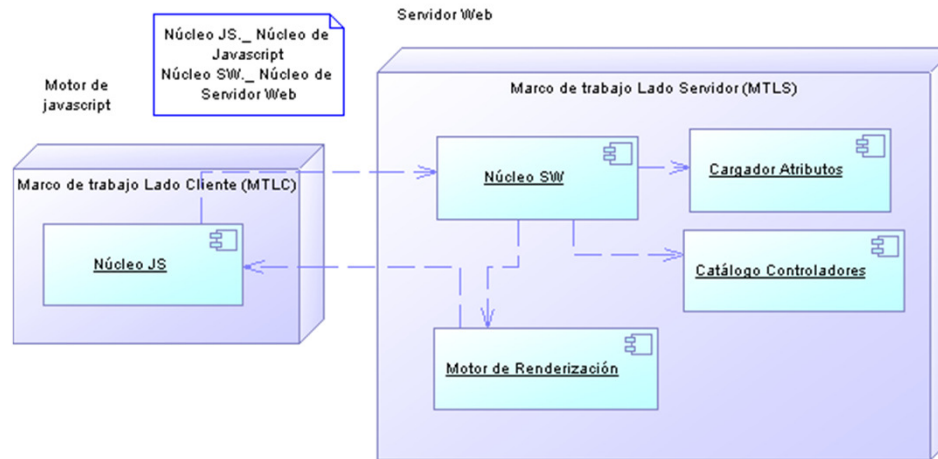 Servidor Web
Núcleo JS._ Núcleo de
Javascript
Núcleo SW._ Núcleo de
Servidor Web
Motor de
javascript
Marco de trabajo Lado Servidor (MTLS)
Marco de trabajo Lado Cliente (MTLC)
Núcleo SW
Cargador Atributos
Núcleo JS
Catálogo Controladores
Motor de Renderización